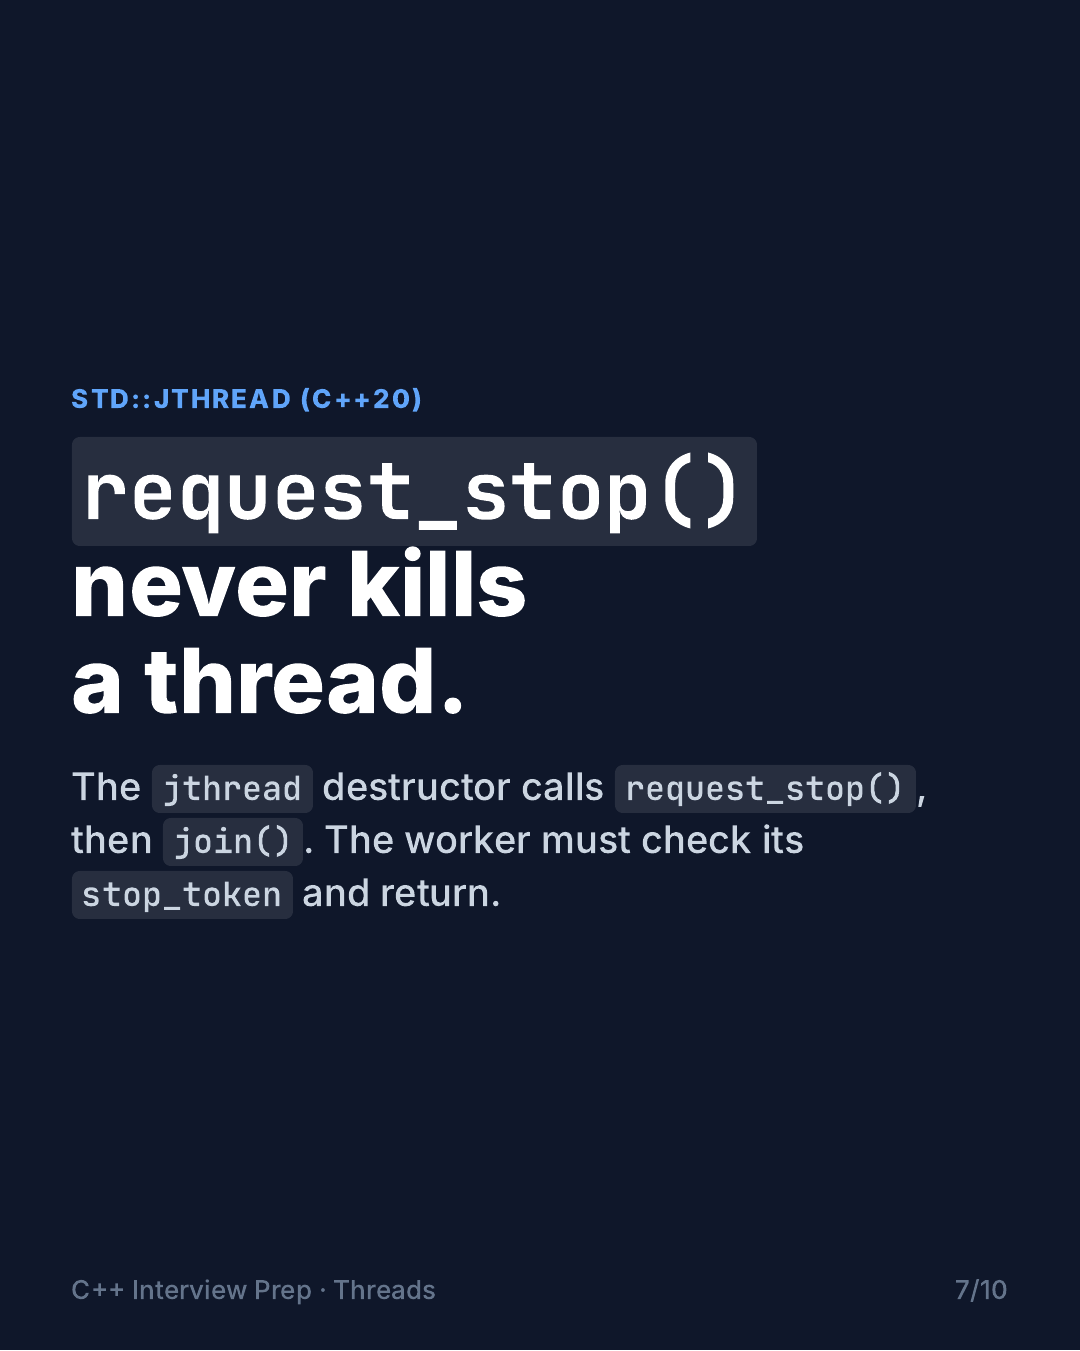 STD::JTHREAD (C++20)
request_stop()
never kills
a thread.
The jthread destructor calls request_stop(),
then join(). The worker must check its
stop_token and return.
C++ Interview Prep · Threads
7/10